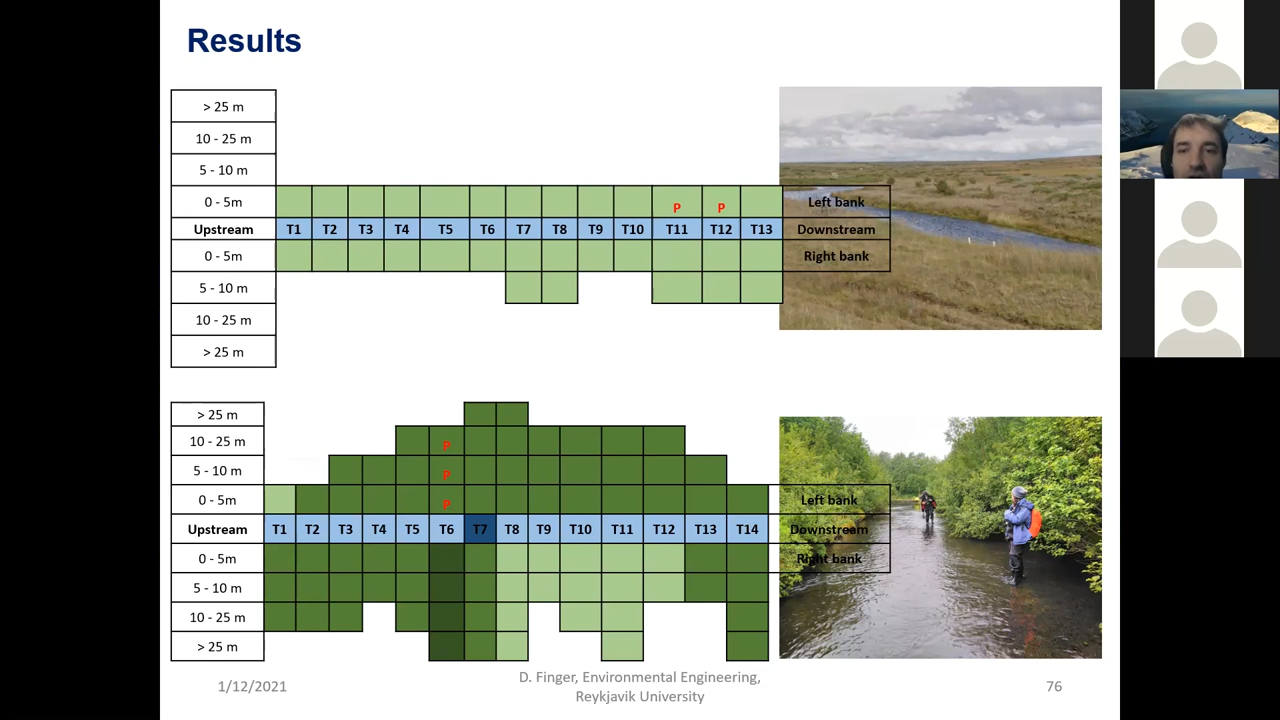 Results
> 25 m
10 - 25 m
5 - 10 m
0 - 5m P P Left bank
Upstream T1 T2 T3 T4 T5 T6 T7 T8 T9 T10 T11 T12 T13 Downstream
0 - 5m Right bank
5 - 10 m
10 - 25 m
> 25 m
> 25 m
10 - 25 m P
5 - 10 m P
0 - 5m P Left bank
Upstream T1 T2 T3 T4 T5 T6 T7 T8 T9 T10 T11 T12 T13 T14 Downstream
0 - 5m Right bank
5 - 10 m
10 - 25 m
> 25 m
1/12/2021
D. Finger, Environmental Engineering,
Reykjavik University
76